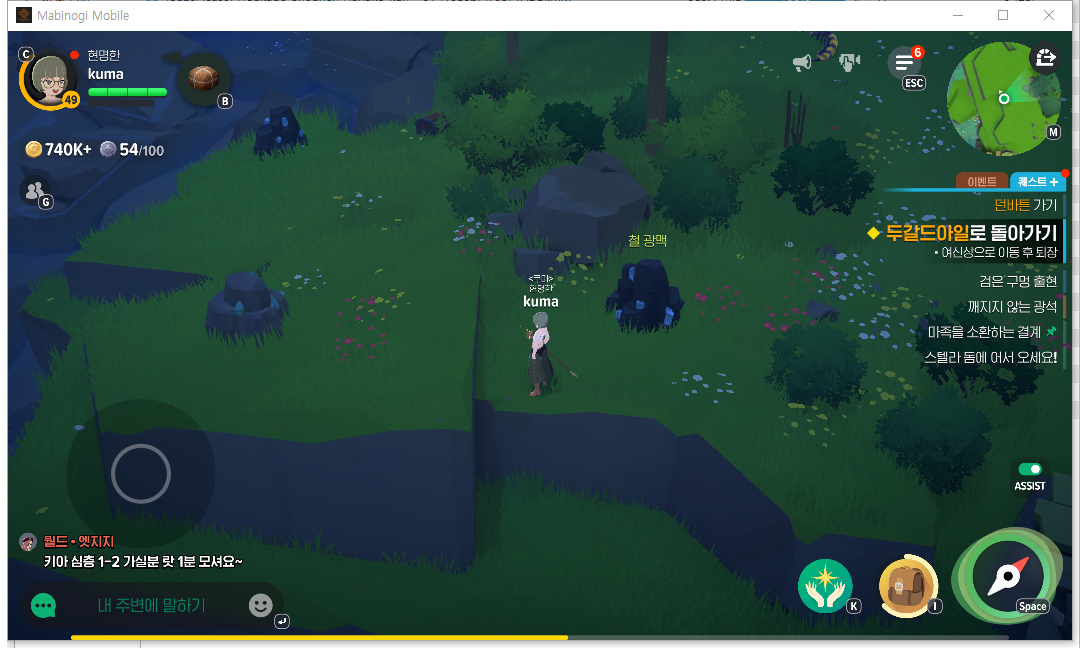 Mabinogi Mobile
C
현명한
kuma
49
B
740K+ 54/100
G
6
ESC
M
이벤트 퀘스트 +
던바튼 가기
두갈드아일로 돌아가기
• 여신상으로 이동 후 퇴장
검은 구멍 출현
깨지지 않는 광석
마족을 소환하는 결계
스텔라 돔에 어서 오세요!
철 광맥
현명한
kuma
ASSIST
월드 • 엣지지
키아 심층 1-2 가실분 랏 1분 모셔요~
내 주변에 말하기
K
I
Space